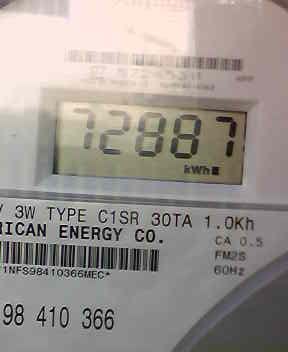 72887
kWh
3W TYPE C1SR 30TA 1.0Kh
RICAN ENERGY CO.
CA 0.5
FM2S
60Hz
1NFS98410366MEC*
98 410 366